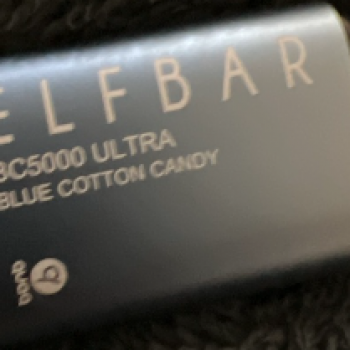 ELFBAR
BC5000 ULTRA
BLUE COTTON CANDY